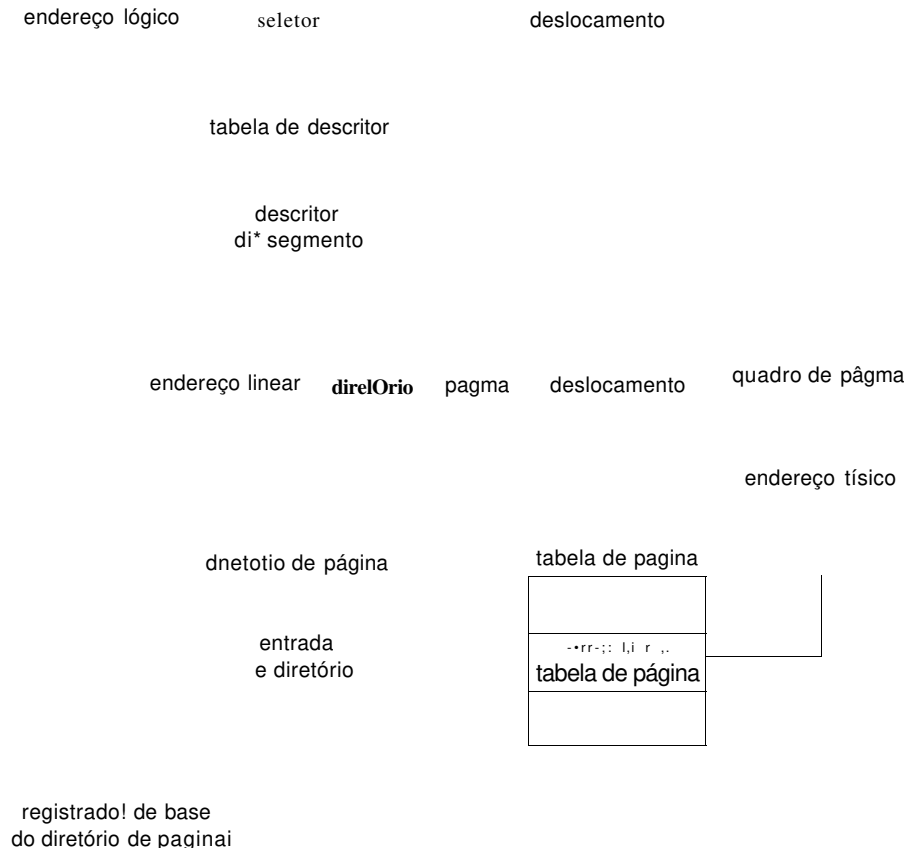 endereço lógico seletor deslocamento
tabela de descritor
descritor
di* segmento
endereço linear direlOrio pagma deslocamento quadro de pâgma
endereço tísico
dnetotio de página tabela de pagina
entrada
e diretório
-•rr-;: l,i r ,.
tabela de página
registrado! de base
do diretório de paginai